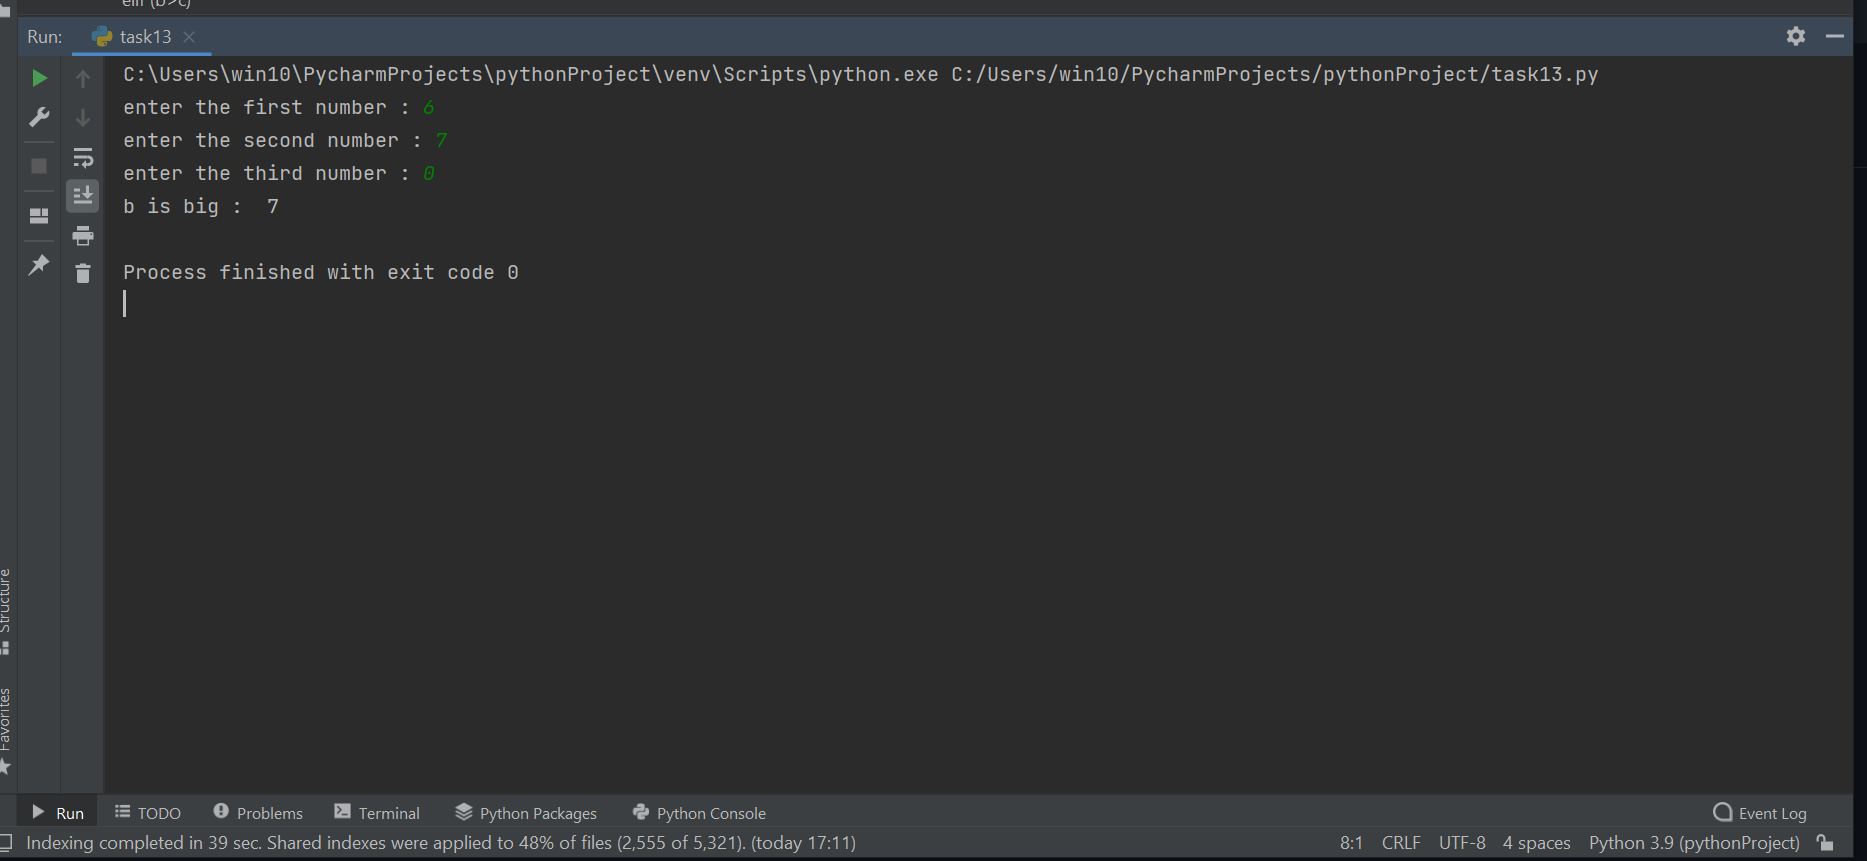 elif (b>c)
Run: task13
C:\Users\win10\PycharmProjects\pythonProject\venv\Scripts\python.exe C:/Users/win10/PycharmProjects/pythonProject/task13.py
enter the first number : 6
enter the second number : 7
enter the third number : 0
b is big :  7
Process finished with exit code 0
Structure
Favorites
Run TODO Problems Terminal Python Packages Python Console Event Log
Indexing completed in 39 sec. Shared indexes were applied to 48% of files (2,555 of 5,321). (today 17:11) 8:1 CRLF UTF-8 4 spaces Python 3.9 (pythonProject)